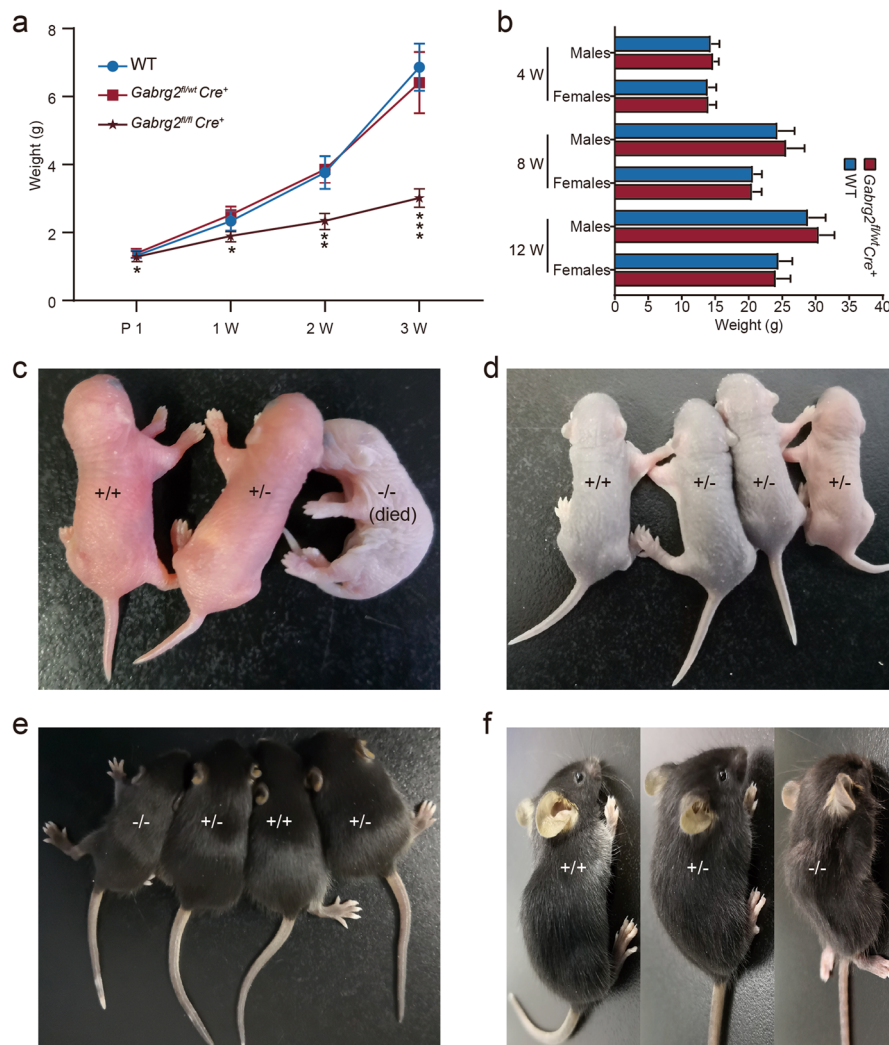 a
Weight (g)
8
6
4
2
0
WT
Gabrg2fl/wt Cre+
Gabrg2fl/fl Cre+
*
*
**
***
P 1
1 W
2 W
3 W
b
4 W
Males
Females
8 W
Males
Females
12 W
Males
Females
0
5
10
15
20
25
30
35
40
Weight (g)
Gabrg2fl/wt Cre+
WT
c
+/+
+/-
-/-
(died)
d
+/+
+/-
+/-
+/-
e
-/-
+/-
+/+
+/-
f
+/+
+/-
-/-